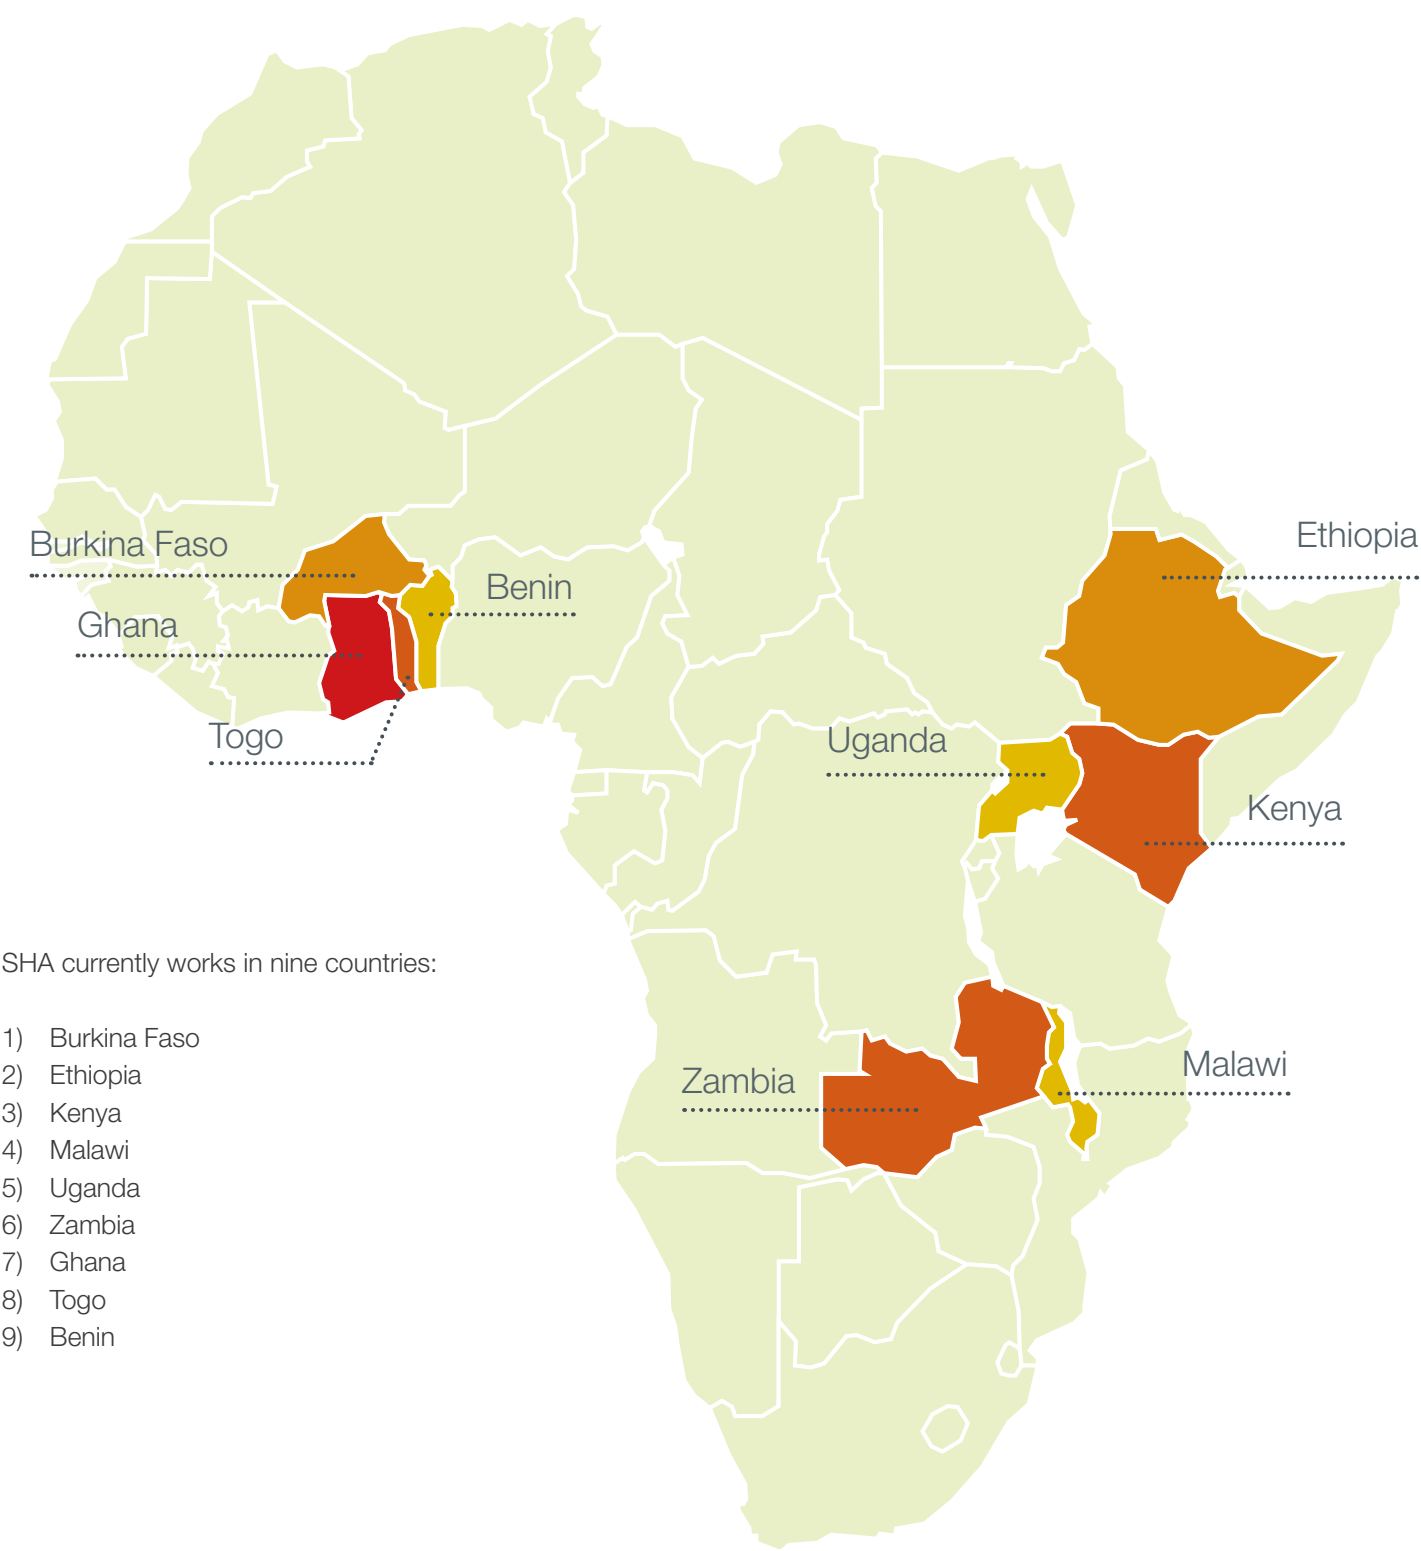 Burkina Faso
Ethiopia
Benin
Ghana
Togo
Uganda
Kenya
SHA currently works in nine countries:
1) Burkina Faso
2) Ethiopia
3) Kenya
4) Malawi
5) Uganda
6) Zambia
7) Ghana
8) Togo
9) Benin
Malawi
Zambia